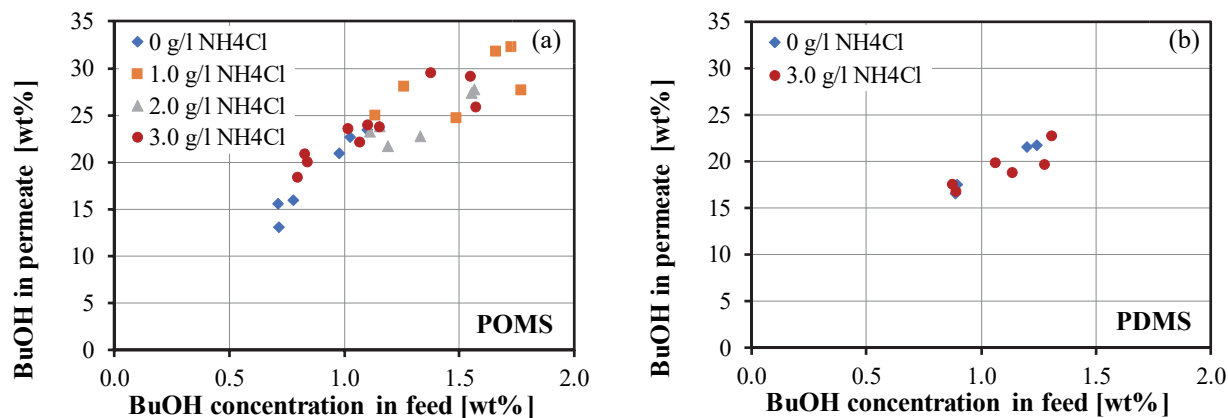 35
30
25
20
15
10
5
0
BuOH in permeate [wt%]
0 g/l NH4Cl
1.0 g/l NH4Cl
2.0 g/l NH4Cl
3.0 g/l NH4Cl
(a)
POMS
0.0 0.5 1.0 1.5 2.0
BuOH concentration in feed [wt%]
35
30
25
20
15
10
5
0
BuOH in permeate [wt%]
0 g/l NH4Cl
3.0 g/l NH4Cl
(b)
PDMS
0.0 0.5 1.0 1.5 2.0
BuOH concentration in feed [wt%]